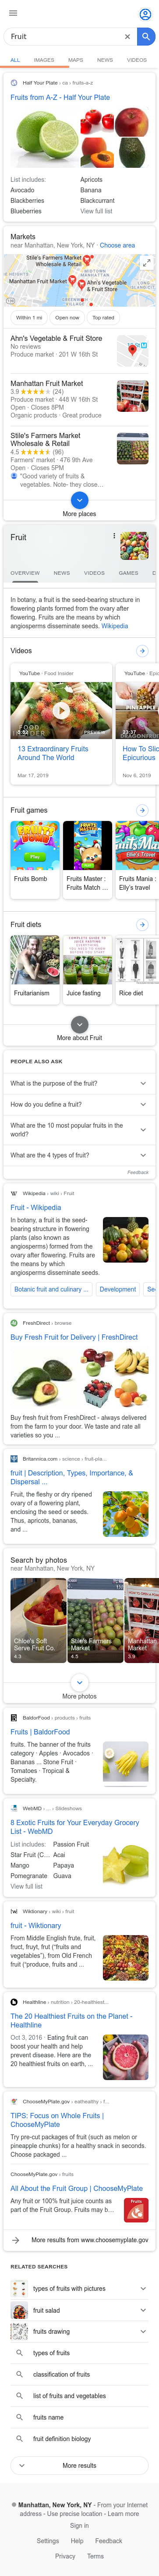 Fruit
ALL IMAGES MAPS NEWS VIDEOS
Half Your Plate › ca › fruits-a-z
Fruits from A-Z - Half Your Plate
List includes: Apricots
Avocado Banana
Blackberries Blackcurrant
Blueberries View full list
Markets
near Manhattan, New York, NY · Choose area
Stile's Farmers Market
Wholesale & Retail
MIDTOWN
MANHATTAN
Manhattan Fruit Market
Ahn's Vegetable
& Fruit Store
Within 1 mi Open now Top rated
Ahn's Vegetable & Fruit Store
No reviews
Produce market · 201 W 16th St
Manhattan Fruit Market
3.9 (24)
Produce market · 448 W 16th St
Open · Closes 8PM
Organic products · Great produce
Stile's Farmers Market
Wholesale & Retail
4.5 (96)
Farmers' market · 476 9th Ave
Open · Closes 5PM
"Good variety of fruits &
vegetables. Note- they close…
More places
Fruit
OVERVIEW NEWS VIDEOS GAMES
In botany, a fruit is the seed-bearing structure in
flowering plants formed from the ovary after
flowering. Fruits are the means by which
angiosperms disseminate seeds. Wikipedia
Videos
YouTube · Food Insider
FOOD
INSIDER
5:52
PREVIEW
13 Extraordinary Fruits
Around The World
Mar 17, 2019
YouTube · Epic
PINEAPPLE
23:37
How To Slic
Epicurious
Nov 6, 2019
Fruit games
Play
Fruits Bomb
Fruits Master :
Fruits Match …
Fruits Mania :
Elly's travel
Fruit diets
Fruitarianism
JUICE FASTING
Juice fasting
Rice diet
More about Fruit
PEOPLE ALSO ASK
What is the purpose of the fruit?
How do you define a fruit?
What are the 10 most popular fruits in the
world?
What are the 4 types of fruit?
Feedback
Wikipedia › wiki › Fruit
Fruit - Wikipedia
In botany, a fruit is the seed-
bearing structure in flowering
plants (also known as
angiosperms) formed from the
ovary after flowering. Fruits are
the means by which
angiosperms disseminate seeds.
Botanic fruit and culinary ... Development Se
FreshDirect › browse
Buy Fresh Fruit for Delivery | FreshDirect
Buy fresh fruit from FreshDirect - always delivered
from the farm to your door. We taste and rate all
varieties so you ...
Britannica.com › science › fruit-pla...
fruit | Description, Types, Importance, &
Dispersal ...
Fruit, the fleshy or dry ripened
ovary of a flowering plant,
enclosing the seed or seeds.
Thus, apricots, bananas,
and ...
Search by photos
near Manhattan, New York, NY
Chloe's Soft
Serve Fruit Co.
4.3
Stile's Farmers
Market
4.5
Manhattan
Market
3.9
More photos
BaldorFood › products › fruits
Fruits | BaldorFood
fruits. The banner of the fruits
category · Apples · Avocados ·
Bananas ... Stone Fruit ·
Tomatoes · Tropical &
Specialty.
WebMD › ... › Slideshows
8 Exotic Fruits for Your Everyday Grocery
List - WebMD
List includes: Passion Fruit
Star Fruit (C... Acai
Mango Papaya
Pomegranate Guava
View full list
Wiktionary › wiki › fruit
fruit - Wiktionary
From Middle English frute, fruit,
fruct, fruyt, frut ("fruits and
vegetables"), from Old French
fruit ("produce, fruits and ...
Healthline › nutrition › 20-healthiest...
The 20 Healthiest Fruits on the Planet -
Healthline
Oct 3, 2016 · Eating fruit can
boost your health and help
prevent disease. Here are the
20 healthiest fruits on earth, ...
ChooseMyPlate.gov › eathealthy › f...
TIPS: Focus on Whole Fruits |
ChooseMyPlate
Try pre-cut packages of fruit (such as melon or
pineapple chunks) for a healthy snack in seconds.
Choose packaged ...
ChooseMyPlate.gov › fruits
All About the Fruit Group | ChooseMyPlate
Any fruit or 100% fruit juice counts as
part of the Fruit Group. Fruits may b...
Fruits
More results from www.choosemyplate.gov
RELATED SEARCHES
types of fruits with pictures
fruit salad
fruits drawing
types of fruits
classification of fruits
list of fruits and vegetables
fruits name
fruit definition biology
More results
Manhattan, New York, NY - From your Internet
address - Use precise location - Learn more
Sign in
Settings Help Feedback
Privacy Terms